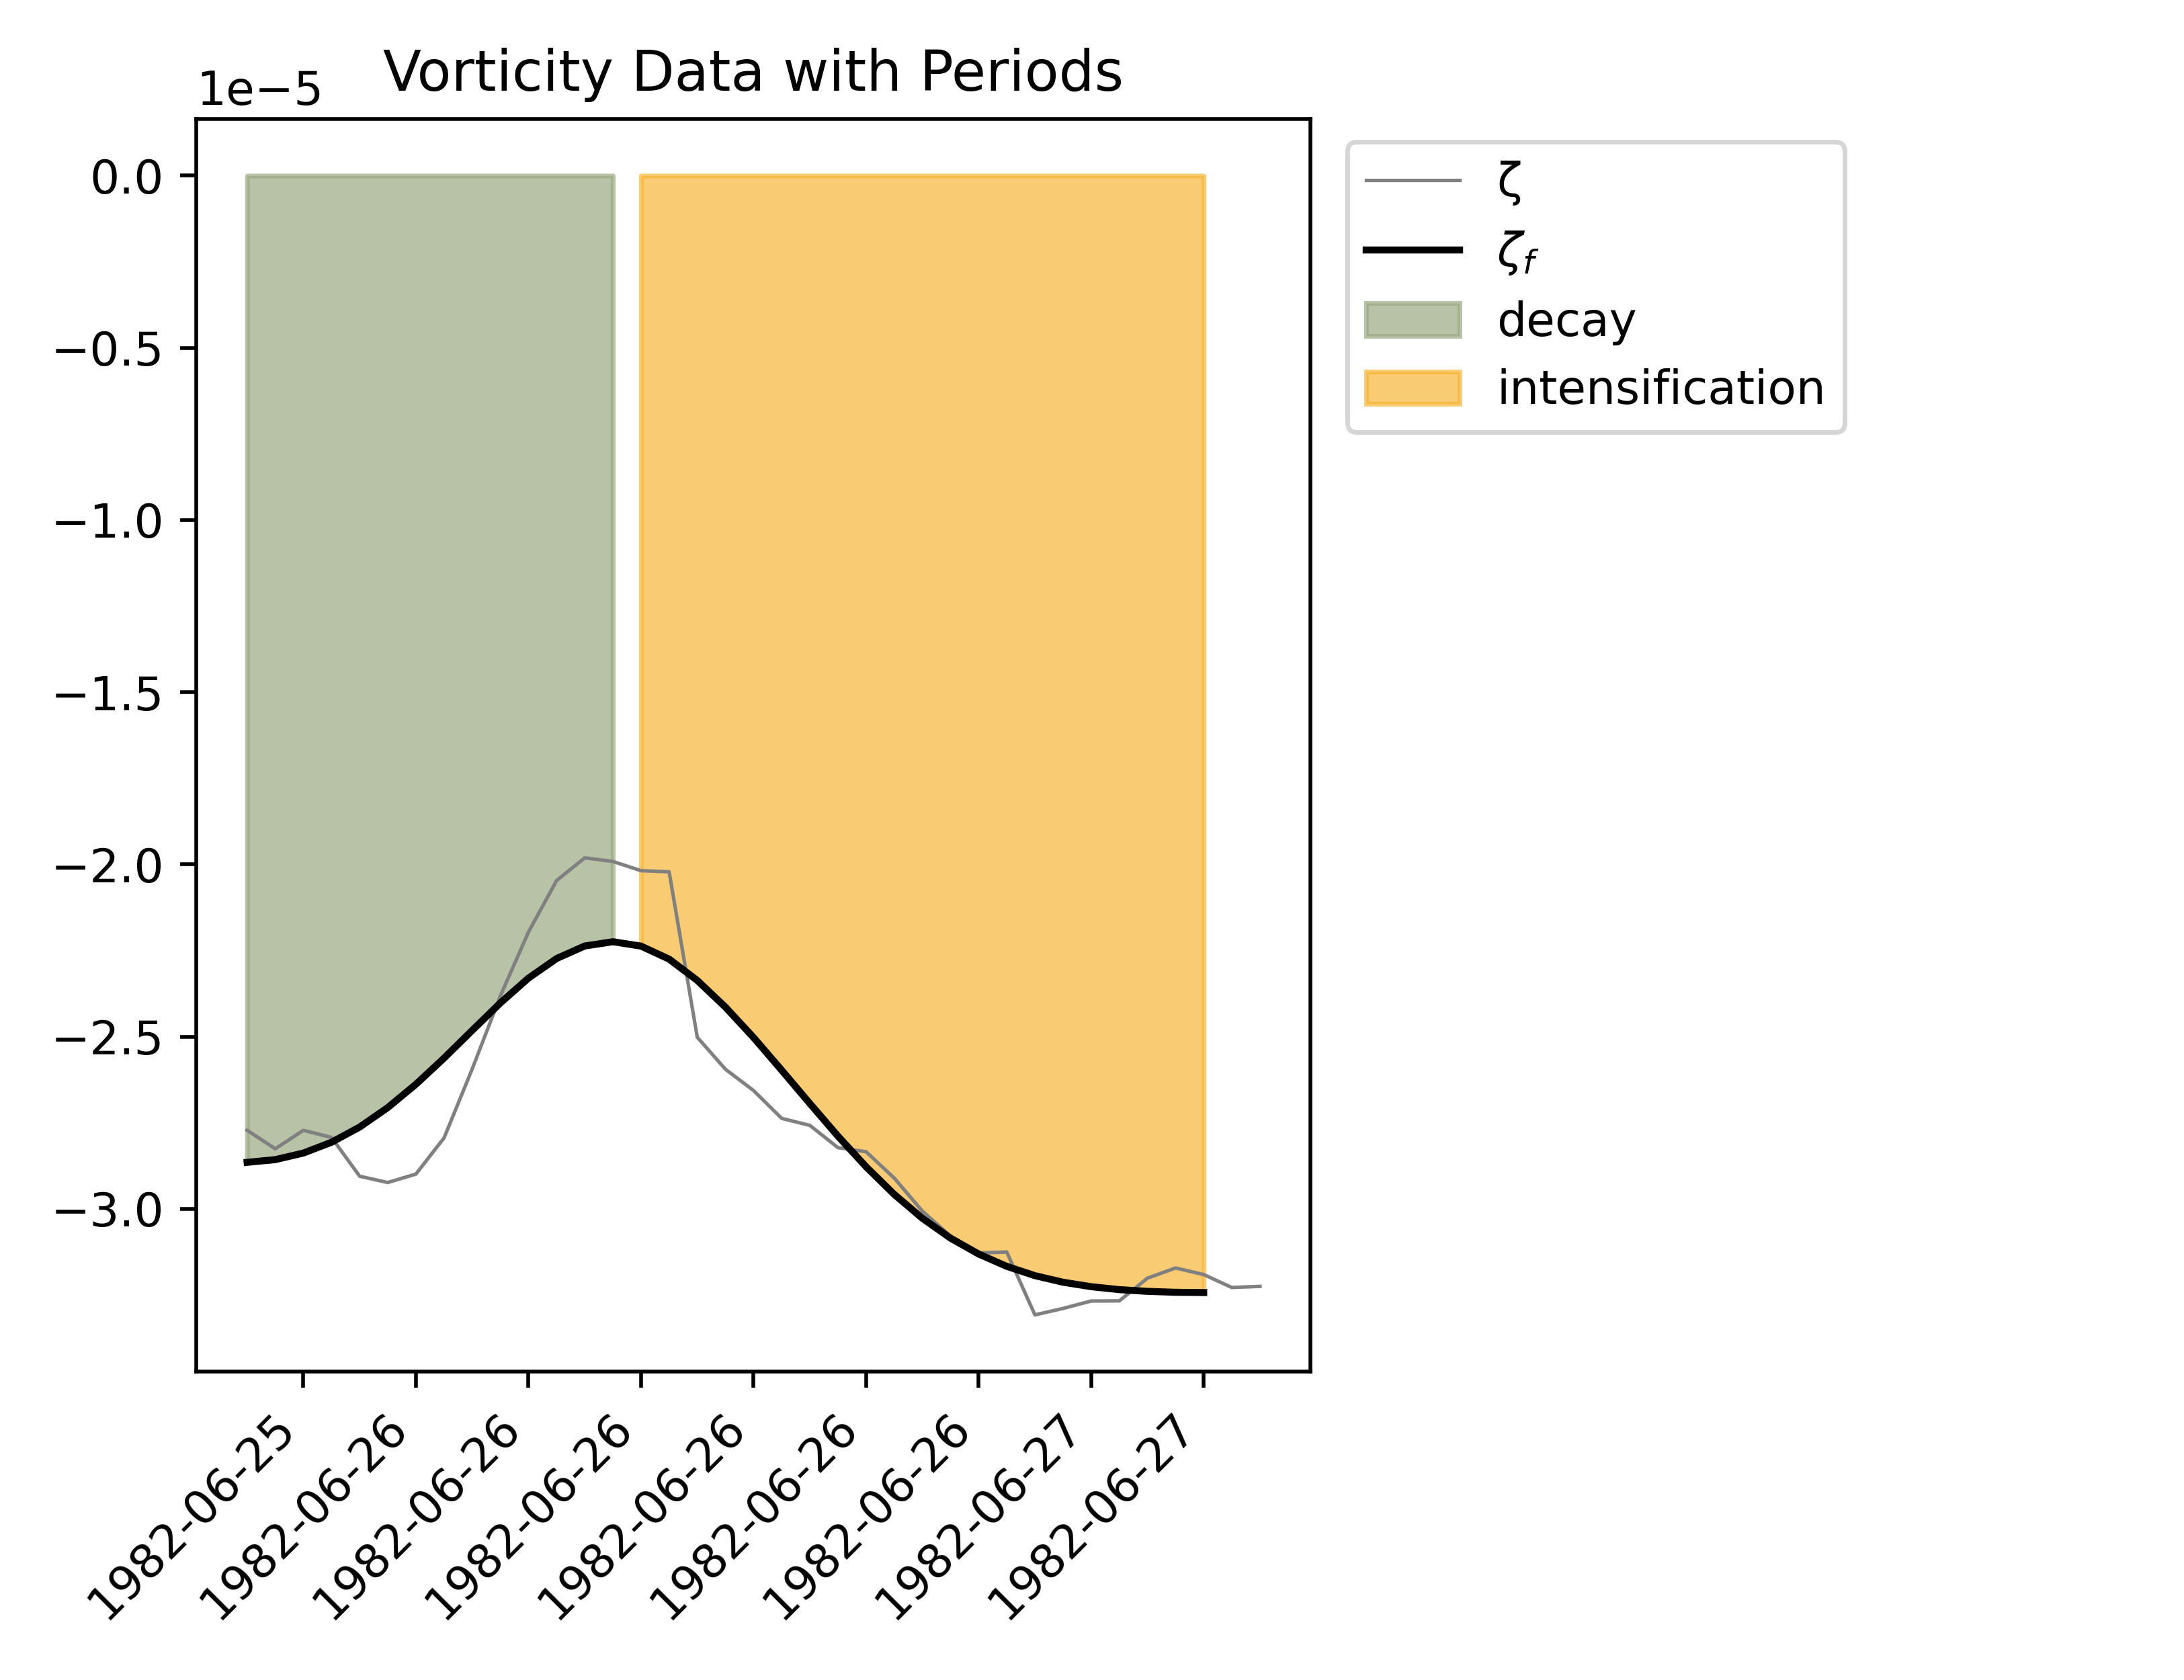 Vorticity Data with Periods
1e−5
0.0
−0.5
−1.0
−1.5
−2.0
−2.5
−3.0
1982-06-25
1982-06-26
1982-06-26
1982-06-26
1982-06-26
1982-06-26
1982-06-26
1982-06-27
1982-06-27
ζ
ζf
decay
intensification